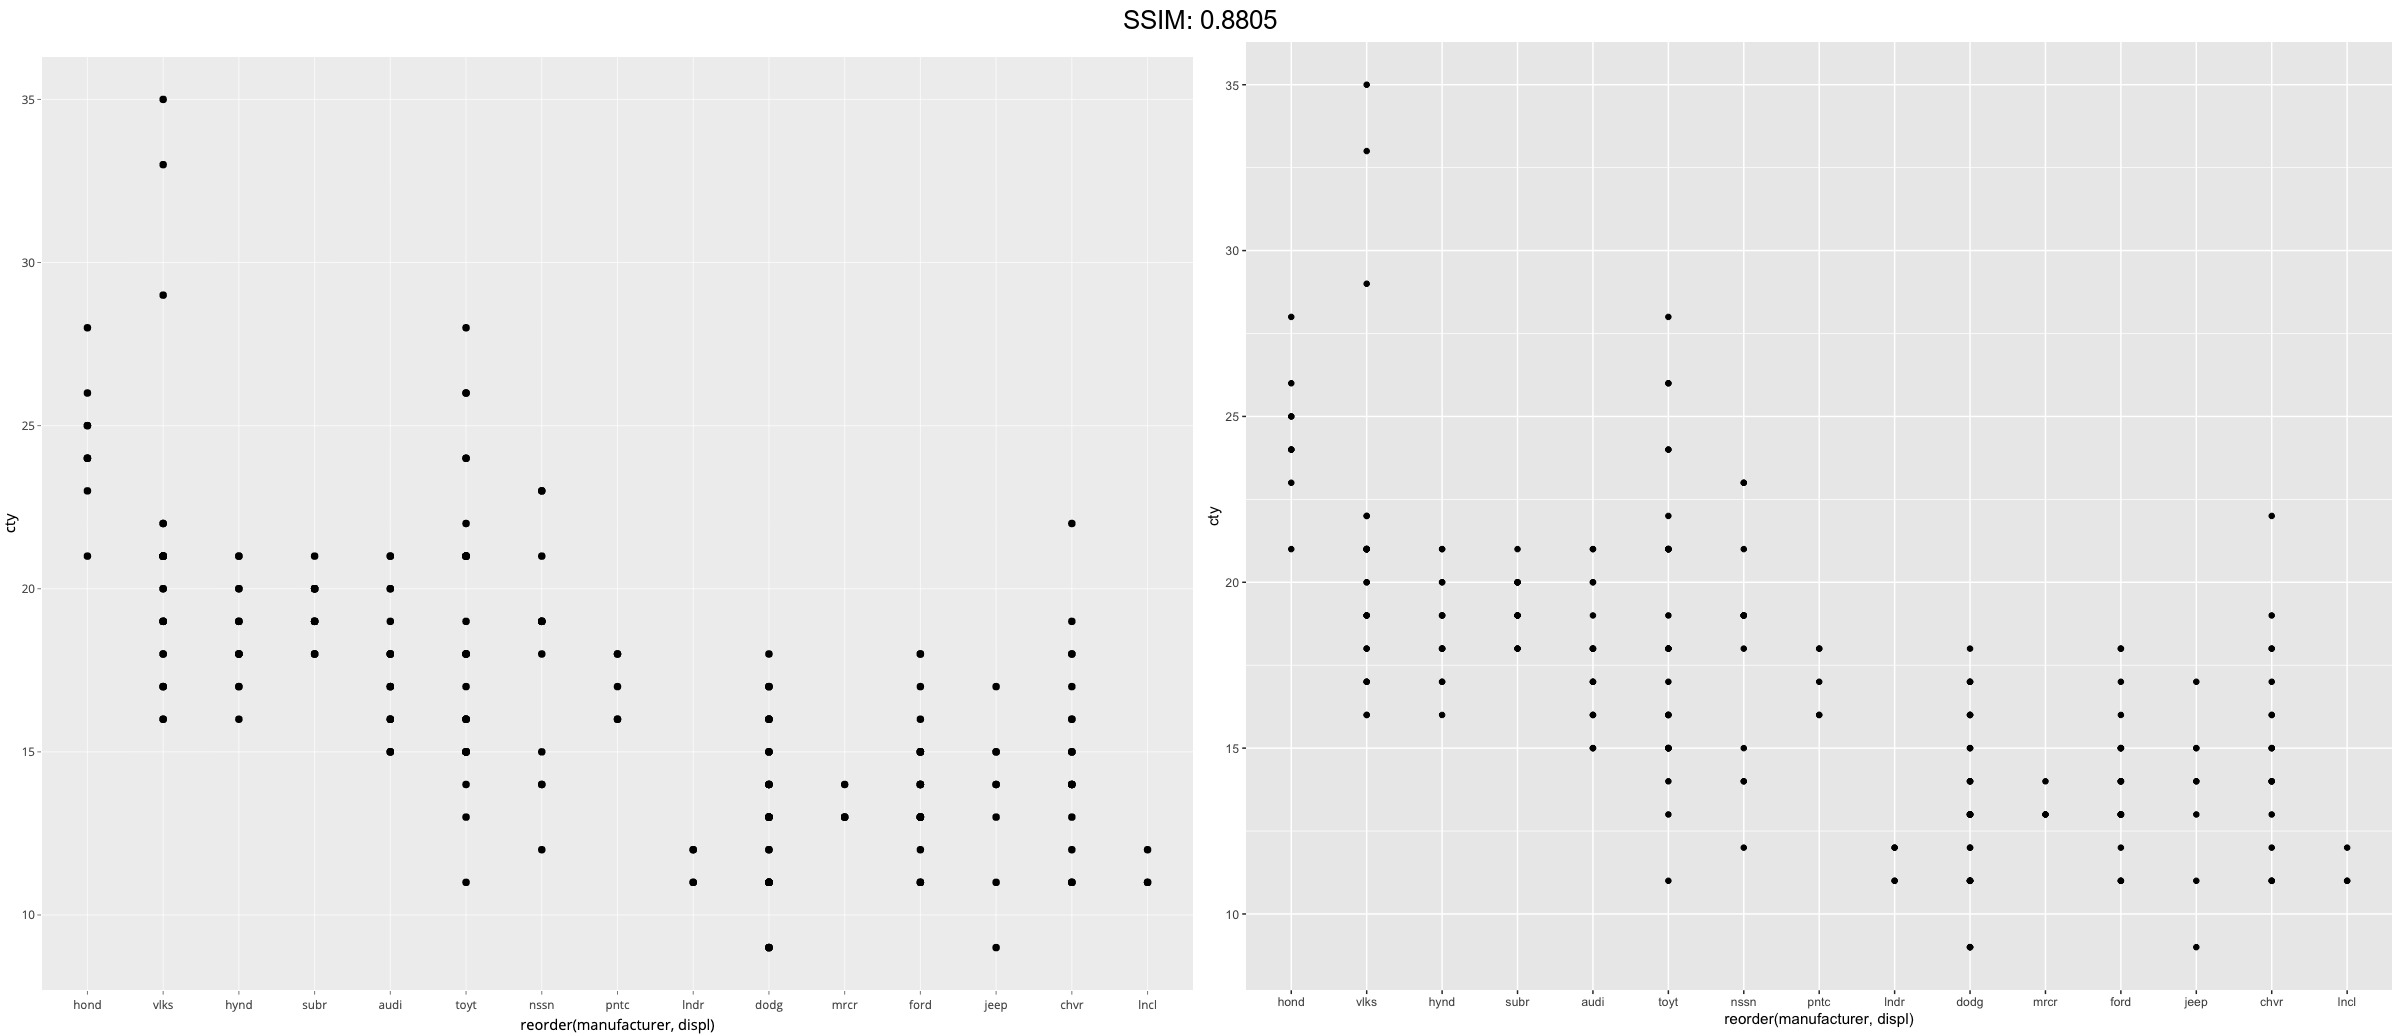 SSIM: 0.8805
35
30
25
20
15
10
cty
hond vlks hynd subr audi toyt nssn pntc lndr dodg mrcr ford jeep chvr lncl
reorder(manufacturer, displ)
35
30
25
20
15
10
cty
hond vlks hynd subr audi toyt nssn pntc lndr dodg mrcr ford jeep chvr lncl
reorder(manufacturer, displ)